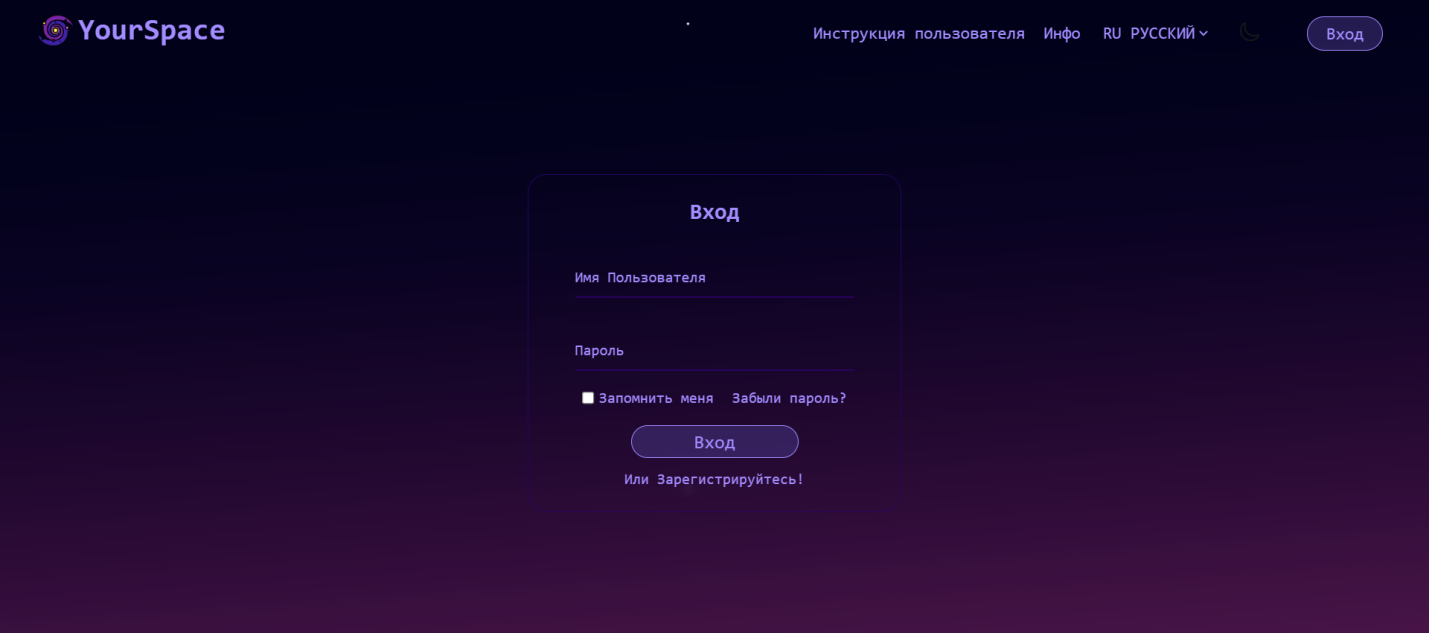 YourSpace
Инструкция пользователя Инфо RU РУССКИЙ Вход
Вход
Имя Пользователя
Пароль
Запомнить меня Забыли пароль?
Вход
Или Зарегистрируйтесь!